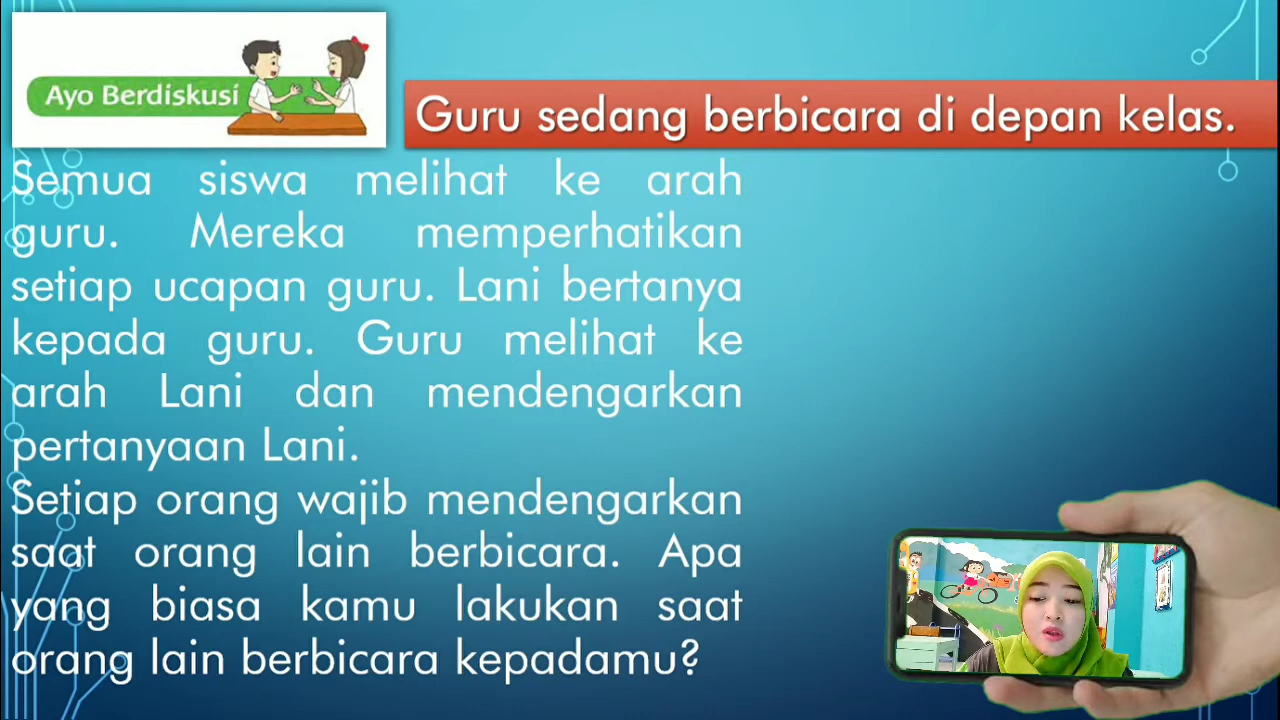 Ayo Berdiskusi
Guru sedang berbicara di depan kelas.
Semua siswa melihat ke arah
guru. Mereka memperhatikan
setiap ucapan guru. Lani bertanya
kepada guru. Guru melihat ke
arah Lani dan mendengarkan
pertanyaan Lani.
Setiap orang wajib mendengarkan
saat orang lain berbicara. Apa
yang biasa kamu lakukan saat
orang lain berbicara kepadamu?